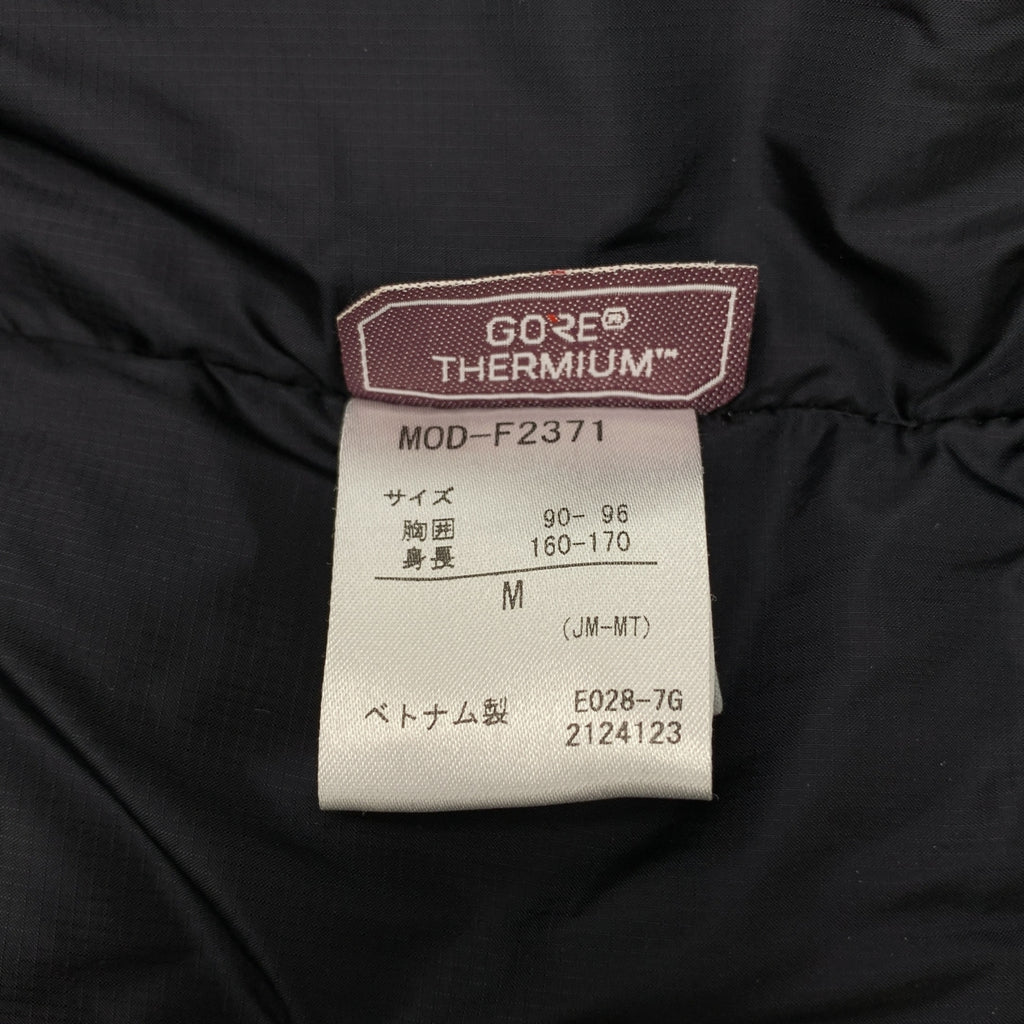 GORE®
THERMIUM™
MOD-F2371
サイズ
胸囲 90- 96
身長 160-170
M
(JM-MT)
ベトナム製 E028-7G
2124123